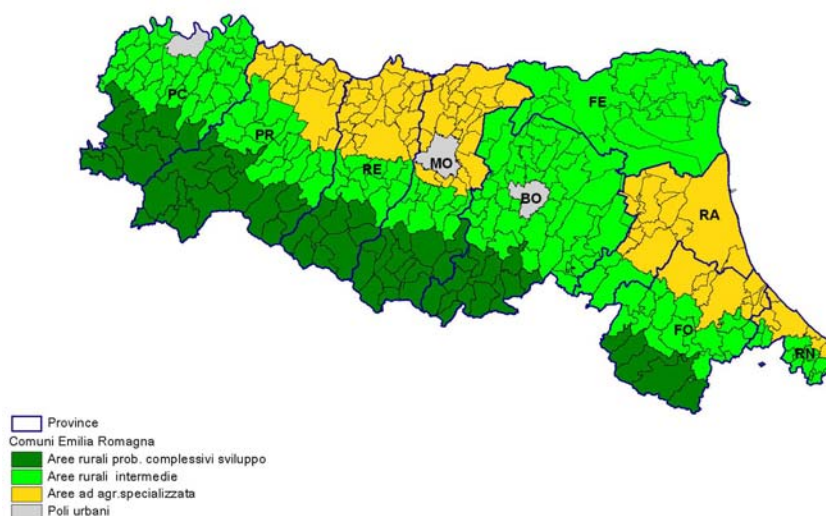 PC
PR
RE
MO
FE
BO
RA
FO
RN
Province
Comuni Emilia Romagna
Aree rurali prob. complessivi sviluppo
Aree rurali intermedie
Aree ad agr.specializzata
Poli urbani